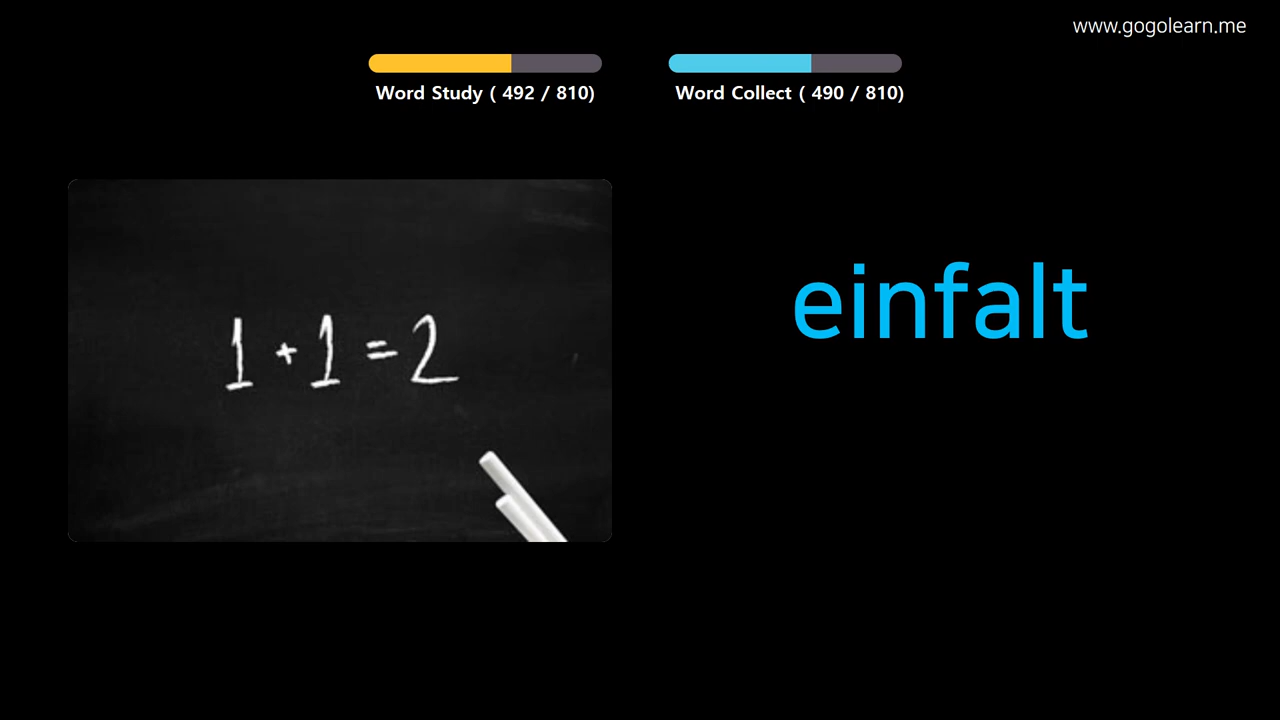 www.gogolearn.me
Word Study ( 492 / 810)
Word Collect ( 490 / 810)
einfalt
1 + 1 = 2